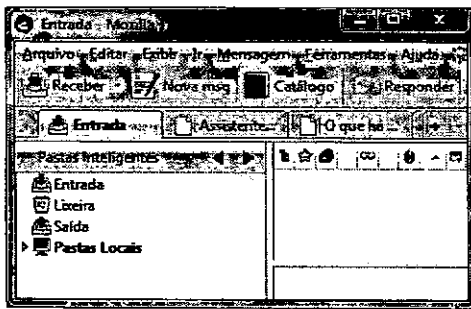 Entrada - Mozilla
Arquivo Editar Exibir Ir Mensagem Ferramentas Ajuda
Receber Nova msg Catálogo Responder
Entrada Assistente... O que há
Pastas Inteligentes
Entrada
Lixeira
Saída
Pastas Locais